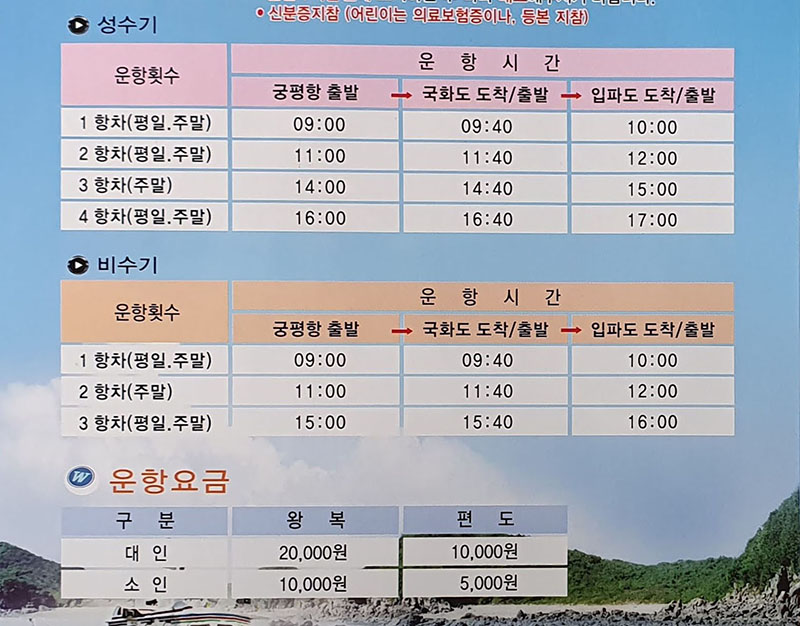 • 신분증지참 (어린이는 의료보험증이나, 등본 지참)
성수기
운항횟수
운 항 시 간
궁평항 출발 → 국화도 도착/출발 → 입파도 도착/출발
1 항차(평일.주말) 09:00 09:40 10:00
2 항차(평일.주말) 11:00 11:40 12:00
3 항차(주말) 14:00 14:40 15:00
4 항차(평일.주말) 16:00 16:40 17:00
비수기
운항횟수
운 항 시 간
궁평항 출발 → 국화도 도착/출발 → 입파도 도착/출발
1 항차(평일.주말) 09:00 09:40 10:00
2 항차(주말) 11:00 11:40 12:00
3 항차(평일.주말) 15:00 15:40 16:00
W 운항요금
구 분 왕 복 편 도
대 인 20,000원 10,000원
소 인 10,000원 5,000원